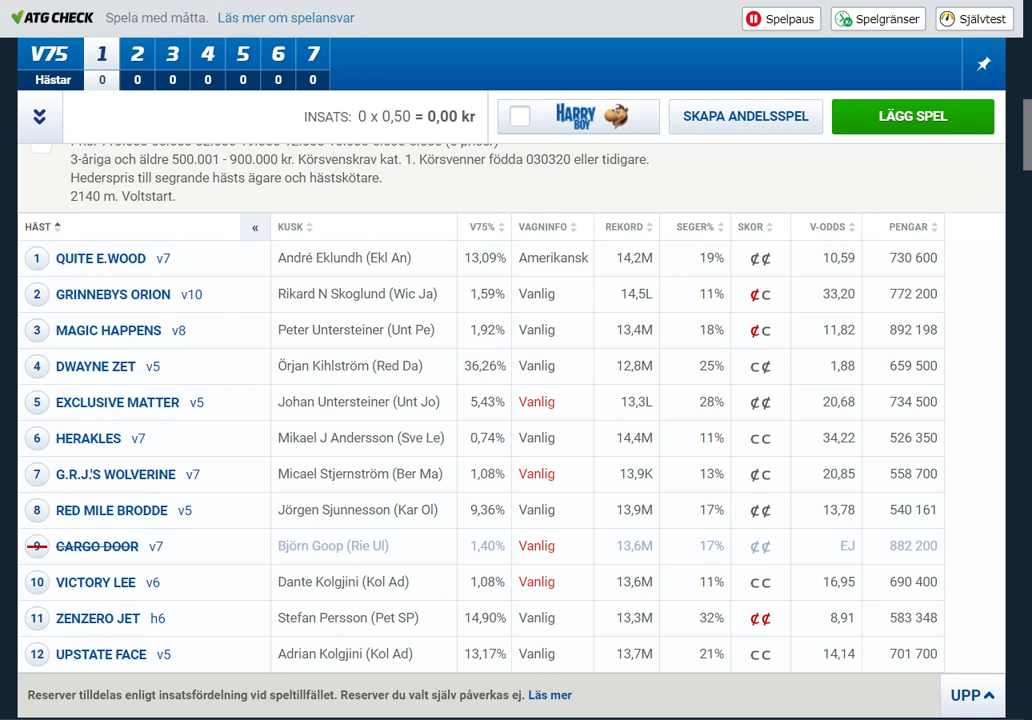 ATG CHECK Spela med måtta. Läs mer om spelansvar Spelpaus Spelgränser Självtest
V75 1 2 3 4 5 6 7
Hästar 0 0 0 0 0 0 0
INSATS: 0 x 0,50 = 0,00 kr HARRY BOY SKAPA ANDELSSPEL LÄGG SPEL
3-åriga och äldre 500.001 - 900.000 kr. Körsvenskrav kat. 1. Körsvenner födda 030320 eller tidigare.
Hederspris till segrande hästs ägare och hästskötare.
2140 m. Voltstart.
HÄST « KUSK V75% VAGNINFO REKORD SEGER% SKOR V-ODDS PENGAR
1 QUITE E.WOOD v7 André Eklundh (Ekl An) 13,09% Amerikansk 14,2M 19% ₵₵ 10,59 730 600
2 GRINNEBYS ORION v10 Rikard N Skoglund (Wic Ja) 1,59% Vanlig 14,5L 11% ₵C 33,20 772 200
3 MAGIC HAPPENS v8 Peter Untersteiner (Unt Pe) 1,92% Vanlig 13,4M 18% ₵C 11,82 892 198
4 DWAYNE ZET v5 Örjan Kihlström (Red Da) 36,26% Vanlig 12,8M 25% C₵ 1,88 659 500
5 EXCLUSIVE MATTER v5 Johan Untersteiner (Unt Jo) 5,43% Vanlig 13,3L 28% ₵₵ 20,68 734 500
6 HERAKLES v7 Mikael J Andersson (Sve Le) 0,74% Vanlig 14,4M 11% CC 34,22 526 350
7 G.R.J.'S WOLVERINE v7 Micael Stjernström (Ber Ma) 1,08% Vanlig 13,9K 13% ₵C 20,85 558 700
8 RED MILE BRODDE v5 Jörgen Sjunnesson (Kar Ol) 9,36% Vanlig 13,9M 17% ₵₵ 13,78 540 161
9 CARGO DOOR v7 Björn Goop (Rie Ul) 1,40% Vanlig 13,6M 17% ₵₵ EJ 882 200
10 VICTORY LEE v6 Dante Kolgjini (Kol Ad) 1,08% Vanlig 13,6M 11% CC 16,95 690 400
11 ZENZERO JET h6 Stefan Persson (Pet SP) 14,90% Vanlig 13,3M 32% ₵₵ 8,91 583 348
12 UPSTATE FACE v5 Adrian Kolgjini (Kol Ad) 13,17% Vanlig 13,7M 21% CC 14,14 701 700
Reserver tilldelas enligt insatsfördelning vid speltillfället. Reserver du valt själv påverkas ej. Läs mer UPP